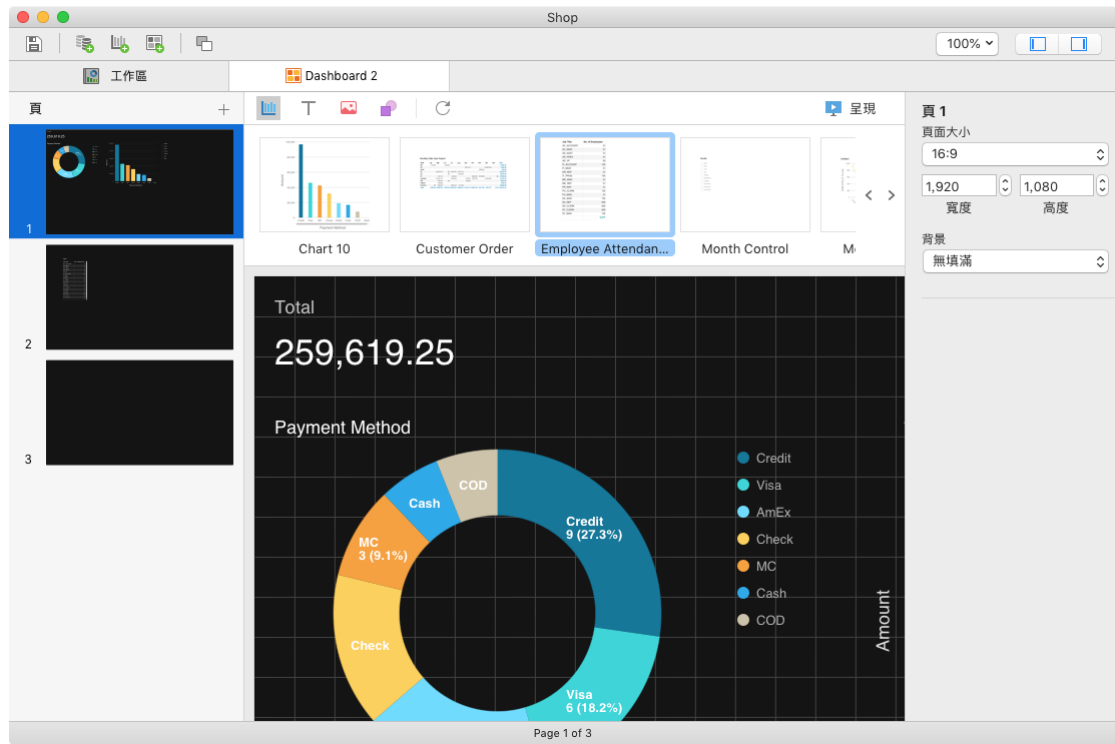 Shop
100%
工作區
Dashboard 2
頁
呈現
頁 1
頁面大小
16:9
1,920
1,080
寬度
高度
背景
無填滿
1
2
3
Chart 10
Customer Order
Employee Attendan...
Month Control
Total
259,619.25
Payment Method
COD
Cash
Credit
9 (27.3%)
MC
3 (9.1%)
Check
Visa
6 (18.2%)
Credit
Visa
AmEx
Check
MC
Cash
COD
Amount
Page 1 of 3